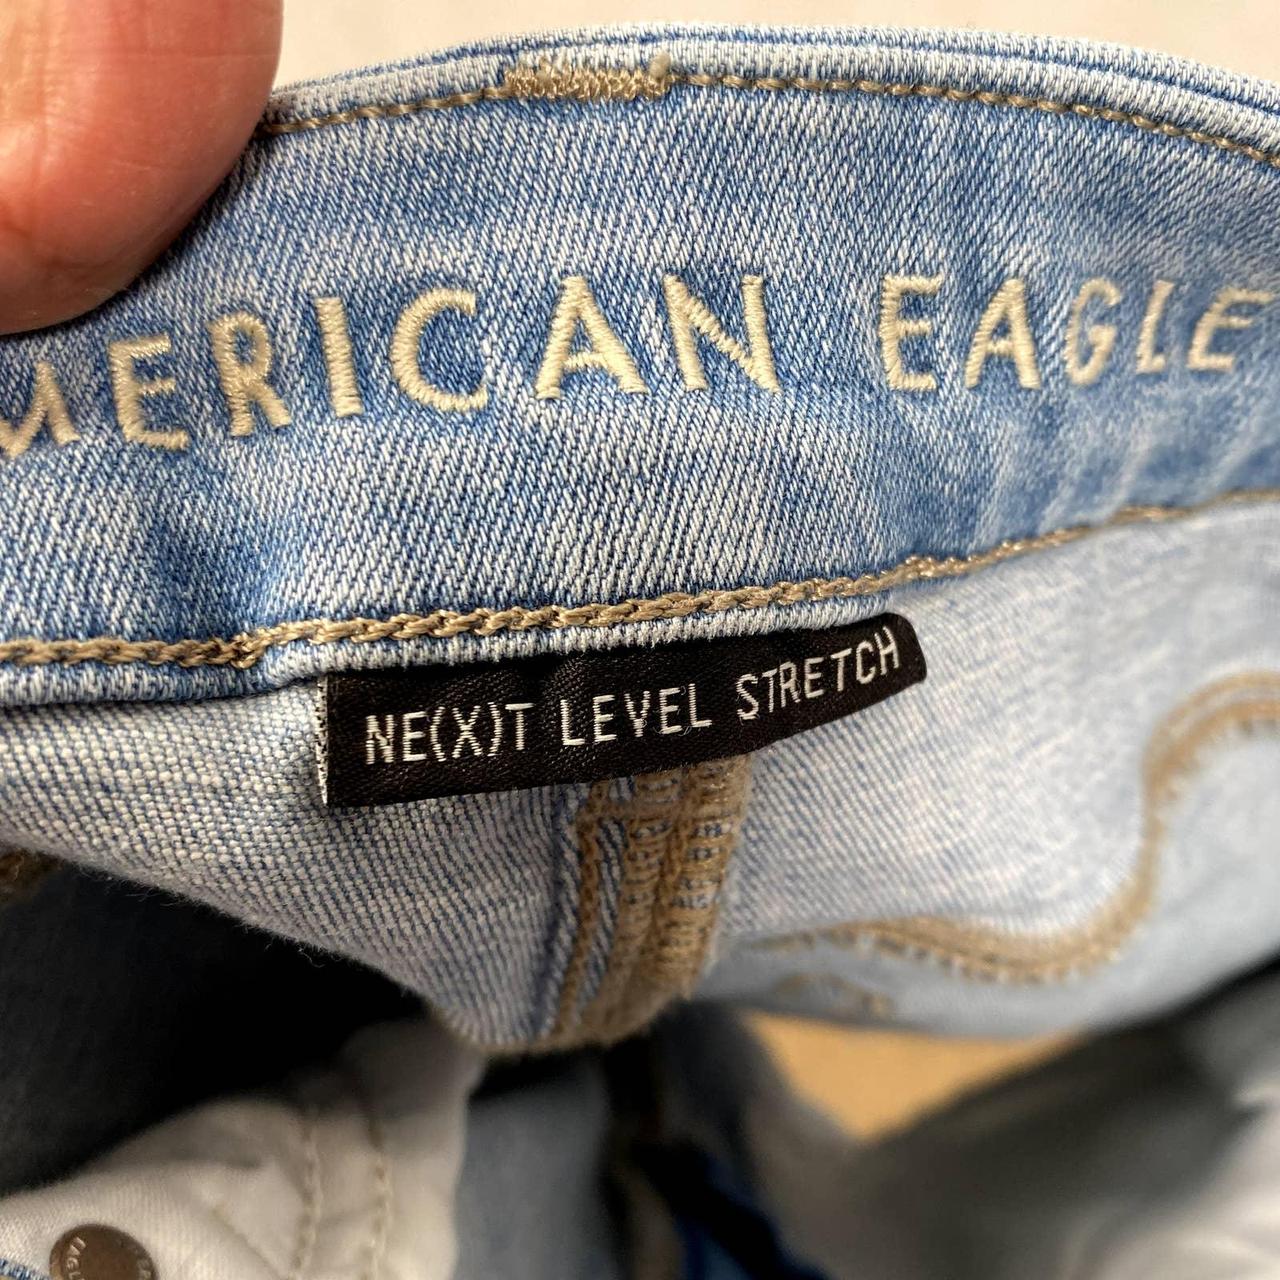 MERICAN EAGLE
NE(X)T LEVEL STRETCH